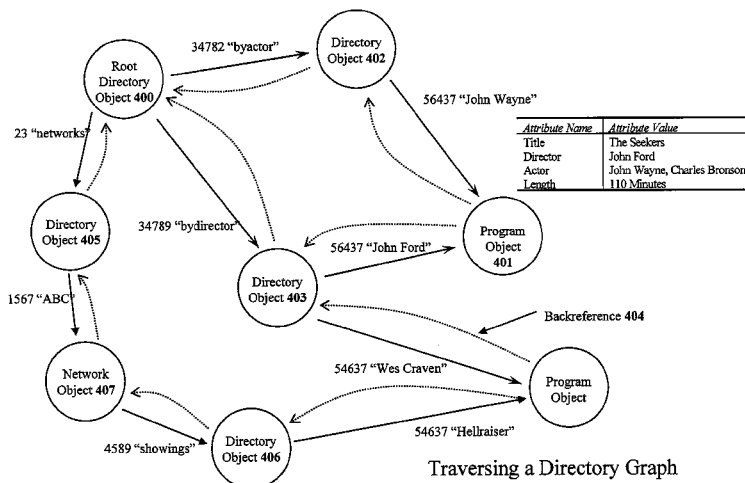 34782 "byactor"
Directory
Object
402
Root
Directory
Object 400
56437 "John Wayne"
Attribute Name Attribute Value
Title The Seekers
Director John Ford
Actor John Wayne, Charles Bronson
Length 110 Minutes
23 "networks"
Directory
Object 405
34789 "bydirector"
56437 "John Ford"
Program
Object
401
Directory
Object 403
1567 "ABC"
Backreference 404
Network
Object 407
54637 "Wes Craven"
Program
Object
4589 "showings"
Directory
Object 406
54637 "Hellraiser"
Traversing a Directory Graph